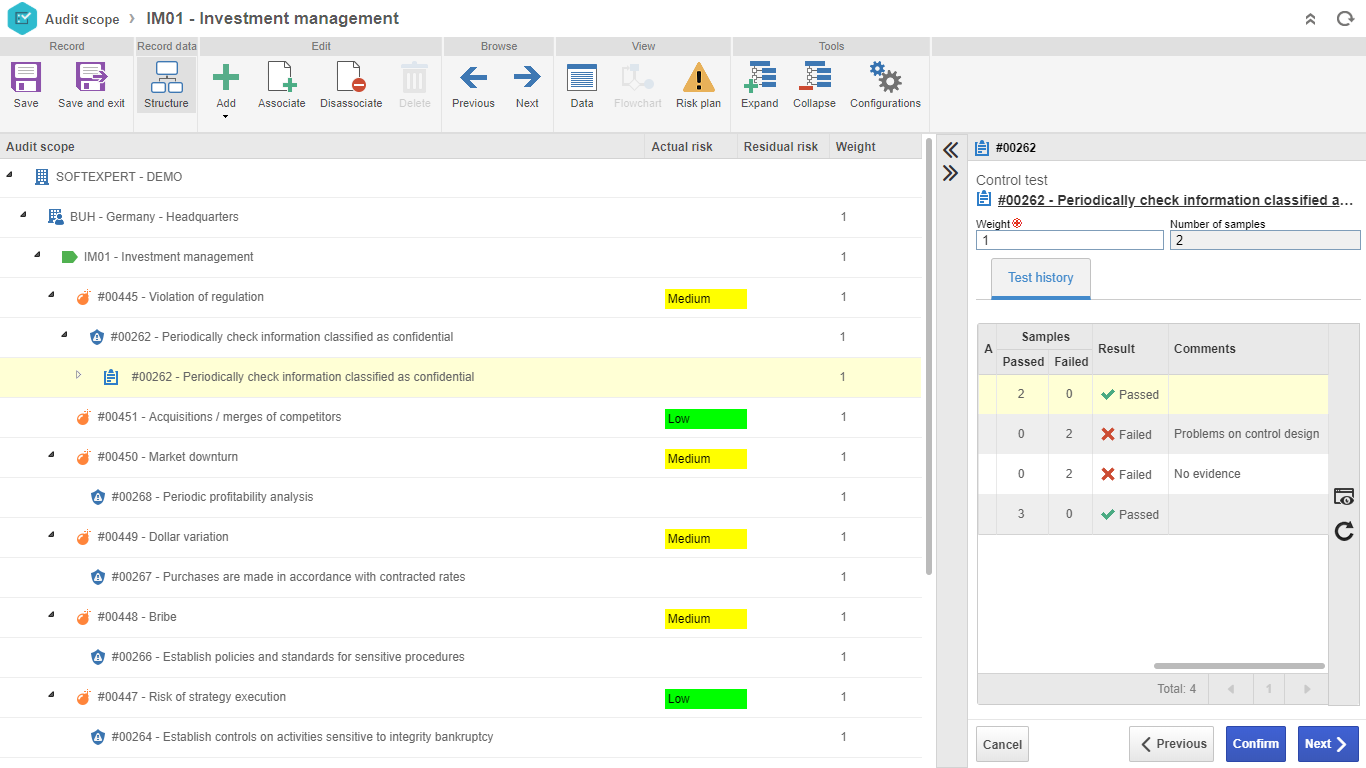 Audit scope › IM01 - Investment management
Record Record data Edit Browse View Tools
Save Save and exit Structure Add Associate Disassociate Delete Previous Next Data Flowchart Risk plan Expand Collapse Configurations
Audit scope Actual risk Residual risk Weight
SOFTEXPERT - DEMO
BUH - Germany - Headquarters 1
IM01 - Investment management 1
#00445 - Violation of regulation Medium 1
#00262 - Periodically check information classified as confidential 1
#00262 - Periodically check information classified as confidential 1
#00451 - Acquisitions / merges of competitors Low 1
#00450 - Market downturn Medium 1
#00268 - Periodic profitability analysis 1
#00449 - Dollar variation Medium 1
#00267 - Purchases are made in accordance with contracted rates 1
#00448 - Bribe Medium 1
#00266 - Establish policies and standards for sensitive procedures 1
#00447 - Risk of strategy execution Low 1
#00264 - Establish controls on activities sensitive to integrity bankruptcy 1
#00262
Control test
#00262 - Periodically check information classified a...
Weight Number of samples
1 2
Test history
A Samples Result Comments
Passed Failed
2 0 Passed
0 2 Failed Problems on control design
0 2 Failed No evidence
3 0 Passed
Total: 4 1
Cancel Previous Confirm Next